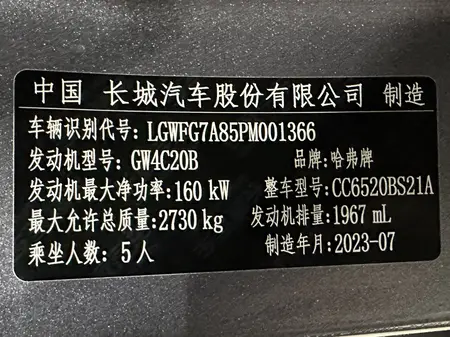 中国 长城汽车股份有限公司 制造
车辆识别代号: LGWFG7A85PM001366
发动机型号: GW4C20B 品牌: 哈弗牌
发动机最大净功率: 160 kW 整车型号: CC6520BS21A
最大允许总质量: 2730 kg 发动机排量: 1967 mL
乘坐人数: 5 人 制造年月: 2023-07